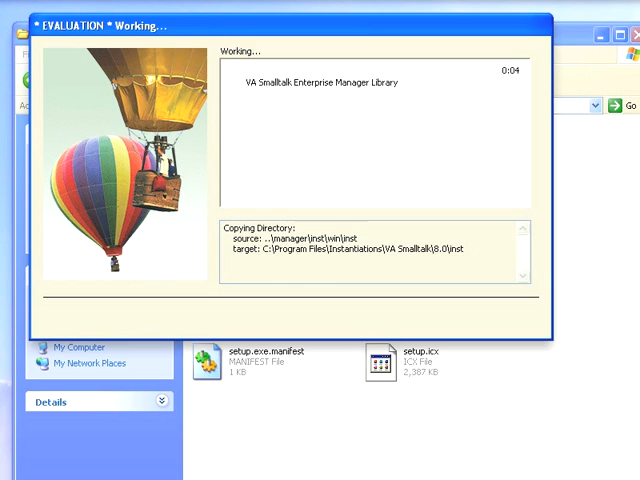 * EVALUATION * Working...
Working...
0:04
VA Smalltalk Enterprise Manager Library
Copying Directory:
source: ..\manager\inst\win\inst
target: C:\Program Files\Instantiations\VA Smalltalk\8.0\inst
Go
My Computer
My Network Places
Details
setup.exe.manifest
MANIFEST File
1 KB
setup.icx
ICX File
2,387 KB